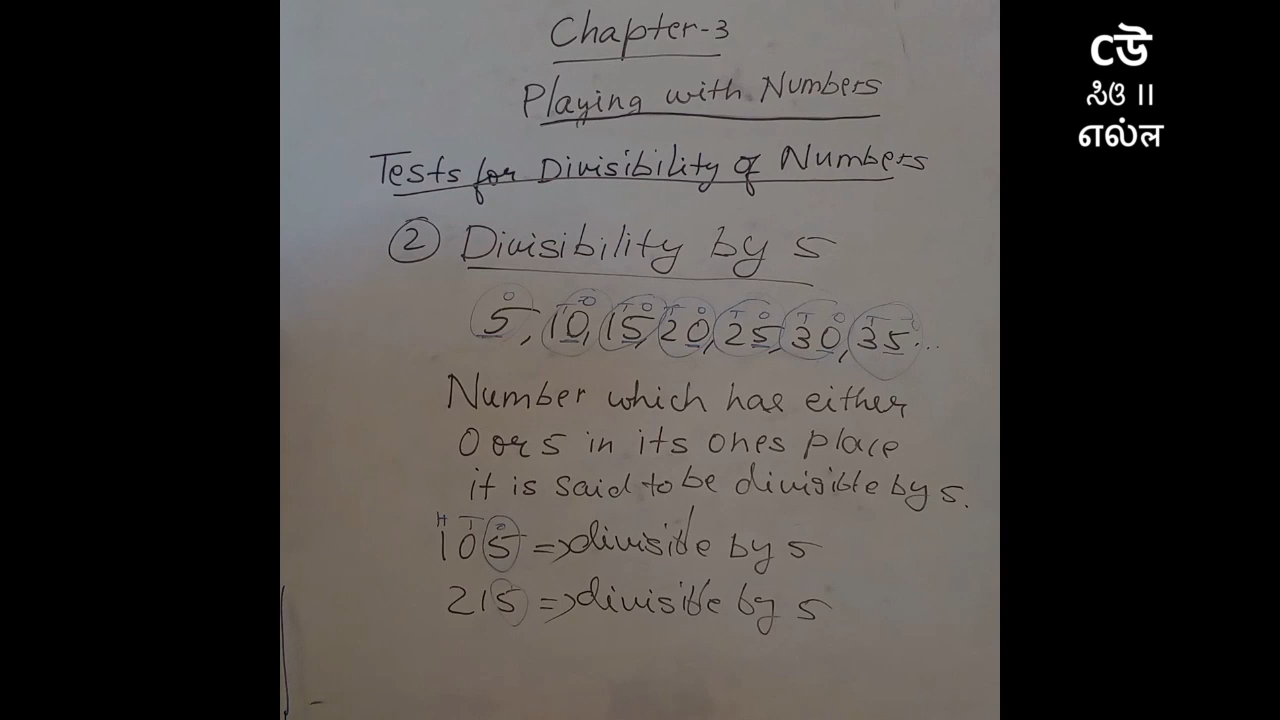 Chapter-3
Playing with Numbers
Tests for Divisibility of Numbers
② Divisibility by 5
O T O T O T O T O T O T O
5, 10, 15, 20, 25, 30, 35...
Number which has either
0 or 5 in its ones place
it is said to be divisible by 5.
H T O
105 => divisible by 5
215 => divisible by 5
cউ
ಸಿଓ ॥
எல்ல